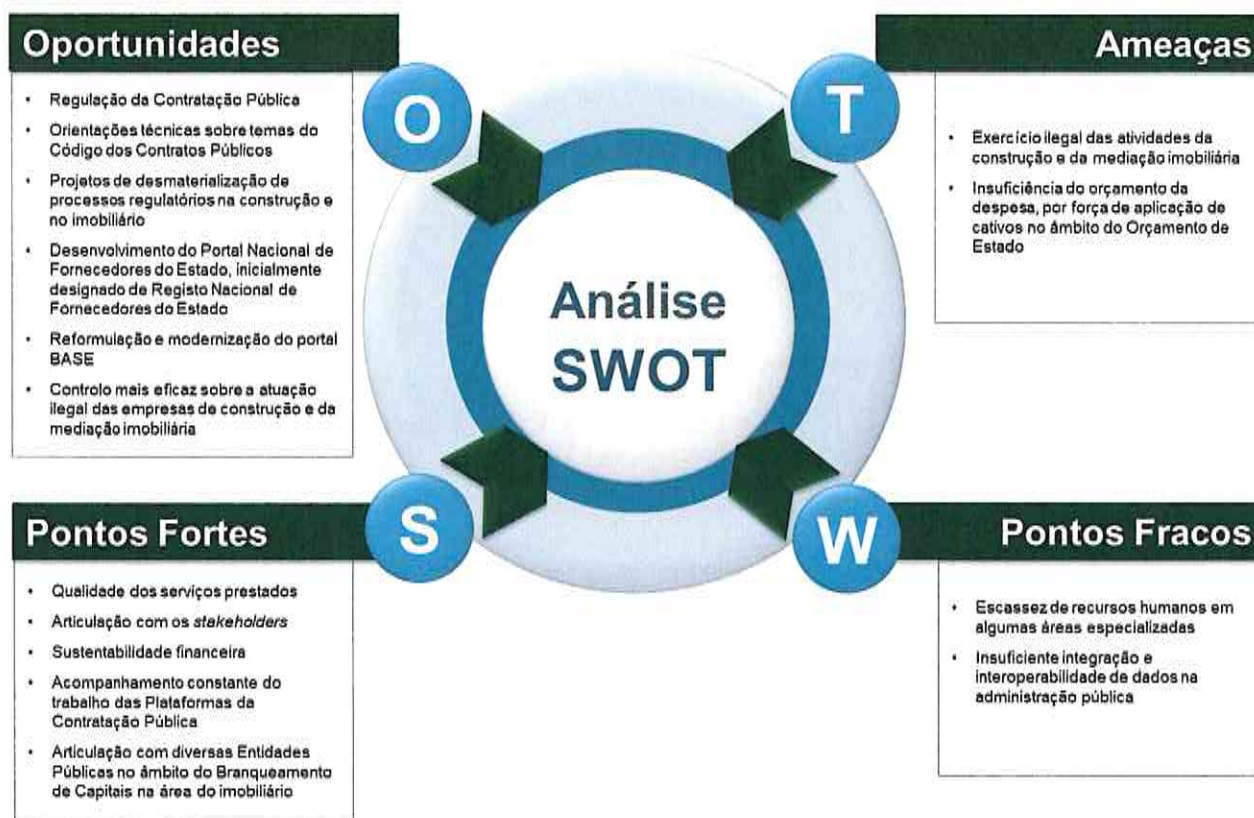 Oportunidades
• Regulação da Contratação Pública
• Orientações técnicas sobre temas do
Código dos Contratos Públicos
• Projetos de desmaterialização de
processos regulatórios na construção e
no imobiliário
• Desenvolvimento do Portal Nacional de
Fornecedores do Estado, inicialmente
designado de Registo Nacional de
Fornecedores do Estado
• Reformulação e modernização do portal
BASE
• Controlo mais eficaz sobre a atuação
ilegal das empresas de construção e da
mediação imobiliária
O
T
Ameaças
• Exercício ilegal das atividades da
construção e da mediação imobiliária
• Insuficiência do orçamento da
despesa, por força de aplicação de
cativos no âmbito do Orçamento de
Estado
Análise
SWOT
Pontos Fortes
• Qualidade dos serviços prestados
• Articulação com os stakeholders
• Sustentabilidade financeira
• Acompanhamento constante do
trabalho das Plataformas da
Contratação Pública
• Articulação com diversas Entidades
Públicas no âmbito do Branqueamento
de Capitais na área do imobiliário
S
W
Pontos Fracos
• Escassez de recursos humanos em
algumas áreas especializadas
• Insuficiente integração e
interoperabilidade de dados na
administração pública